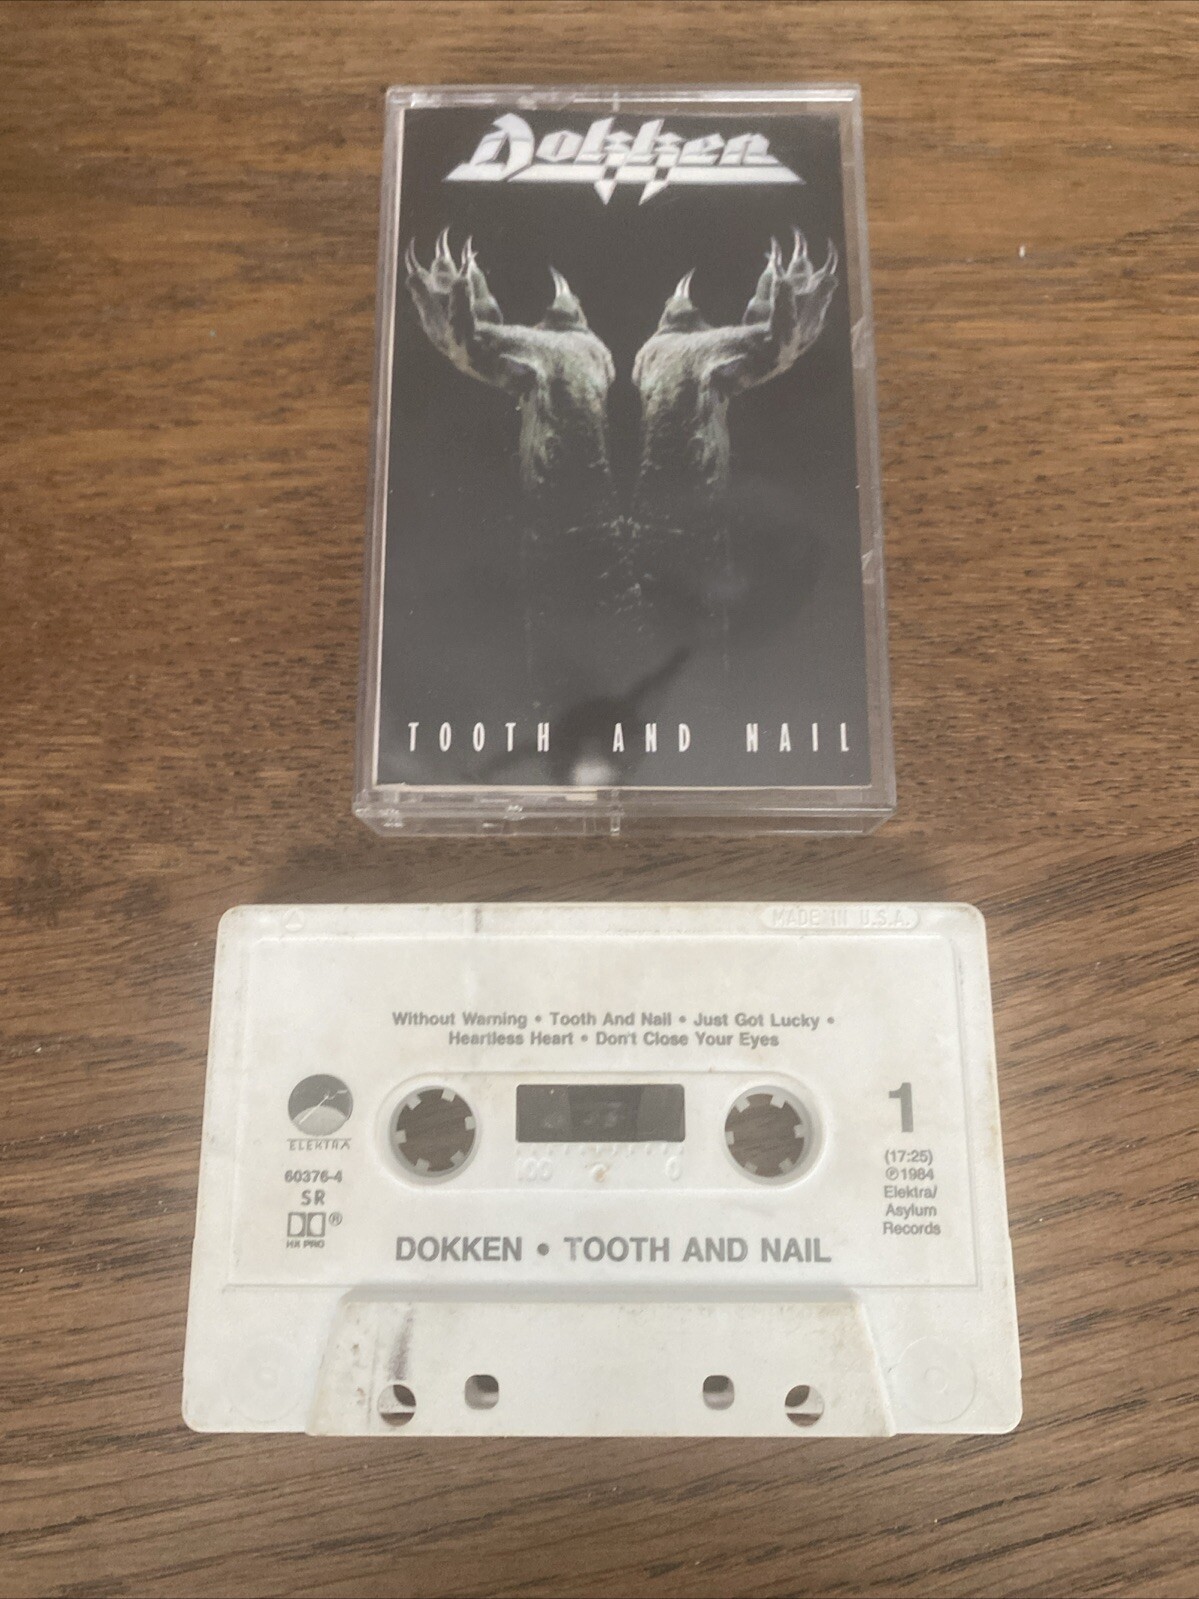 Dokken
TOOTH AND NAIL
MADE IN U.S.A.
Without Warning • Tooth And Nail • Just Got Lucky •
Heartless Heart • Don't Close Your Eyes
ELEKTRA
60376-4
SR
HX PRO
®
100 0
1
(17:25)
℗1984
Elektra/
Asylum
Records
DOKKEN • TOOTH AND NAIL